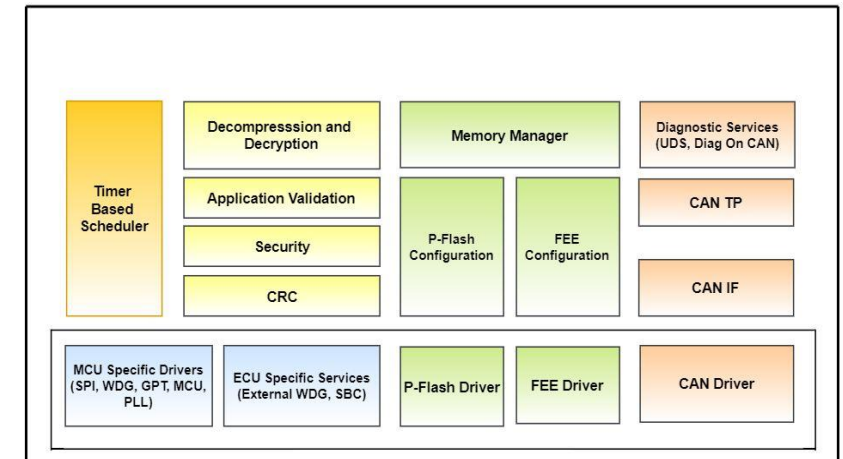 Timer
Based
Scheduler
Decompresssion and
Decryption
Application Validation
Security
CRC
Memory Manager
P-Flash
Configuration
FEE
Configuration
Diagnostic Services
(UDS, Diag On CAN)
CAN TP
CAN IF
MCU Specific Drivers
(SPI, WDG, GPT, MCU,
PLL)
ECU Specific Services
(External WDG, SBC)
P-Flash Driver
FEE Driver
CAN Driver